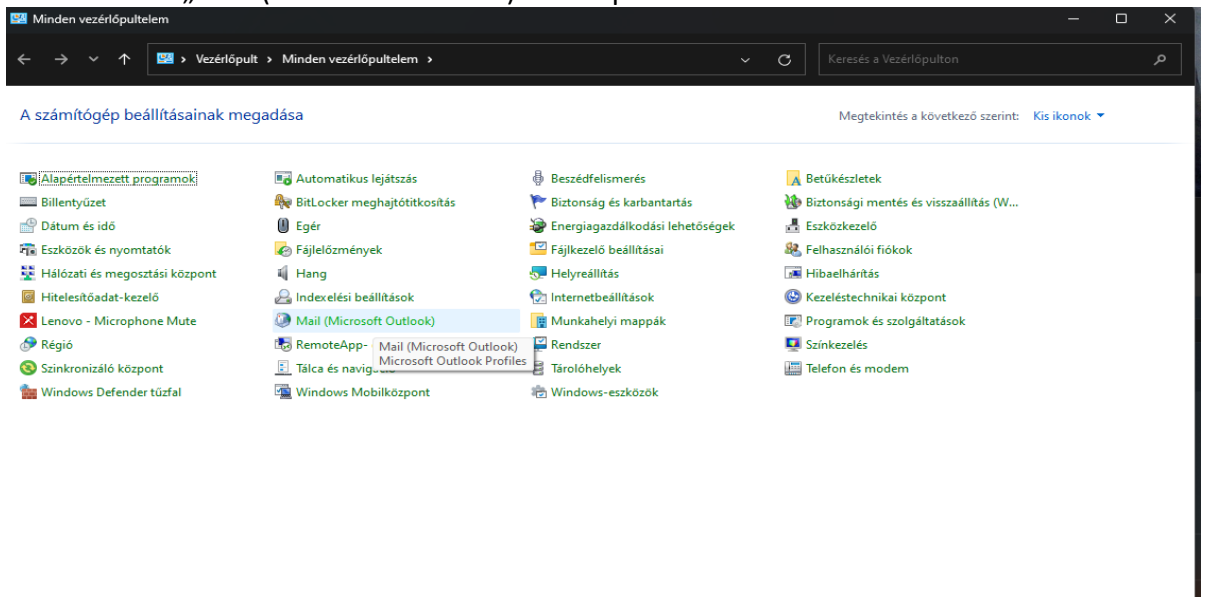 Minden vezérlőpultelem
Vezérlőpult › Minden vezérlőpultelem ›
Keresés a Vezérlőpulton
A számítógép beállításainak megadása
Megtekintés a következő szerint: Kis ikonok
Alapértelmezett programok
Automatikus lejátszás
Beszédfelismerés
Betűkészletek
Billentyűzet
BitLocker meghajtótitkosítás
Biztonság és karbantartás
Biztonsági mentés és visszaállítás (W...
Dátum és idő
Egér
Energiagazdálkodási lehetőségek
Eszközkezelő
Eszközök és nyomtatók
Fájlelőzmények
Fájlkezelő beállításai
Felhasználói fiókok
Hálózati és megosztási központ
Hang
Helyreállítás
Hibaelhárítás
Hitelesítőadat-kezelő
Indexelési beállítások
Internetbeállítások
Kezeléstechnikai központ
Lenovo - Microphone Mute
Mail (Microsoft Outlook)
Munkahelyi mappák
Programok és szolgáltatások
Régió
RemoteApp-
Mail (Microsoft Outlook)
Microsoft Outlook Profiles
Rendszer
Színkezelés
Szinkronizáló központ
Tálca és
Tárolóhelyek
Telefon és modem
Windows Defender tűzfal
Windows Mobilközpont
Windows-eszközök